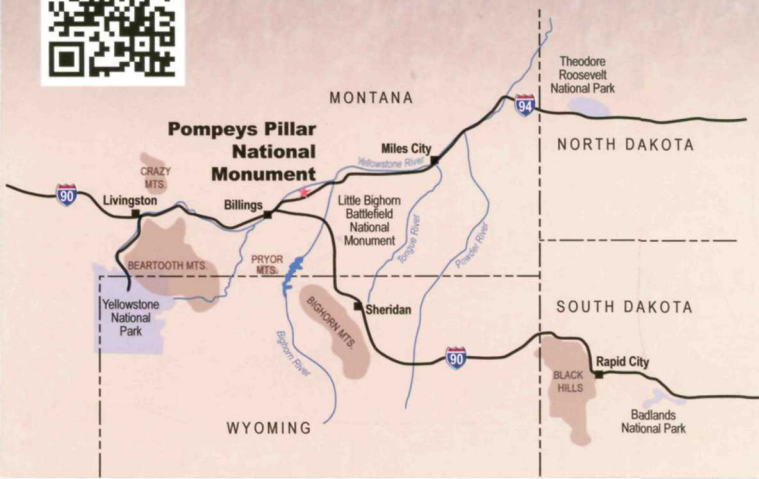 MONTANA
Theodore
Roosevelt
National Park
94
NORTH DAKOTA
Pompeys Pillar
National
Monument
Miles City
Yellowstone River
CRAZY
MTS.
90
Livingston
Billings
Little Bighorn
Battlefield
National
Monument
Tongue River
Powder River
BEARTOOTH MTS.
PRYOR
MTS.
Yellowstone
National
Park
BIGHORN MTS.
Sheridan
SOUTH DAKOTA
Bighorn River
90
Rapid City
BLACK
HILLS
Badlands
National Park
WYOMING